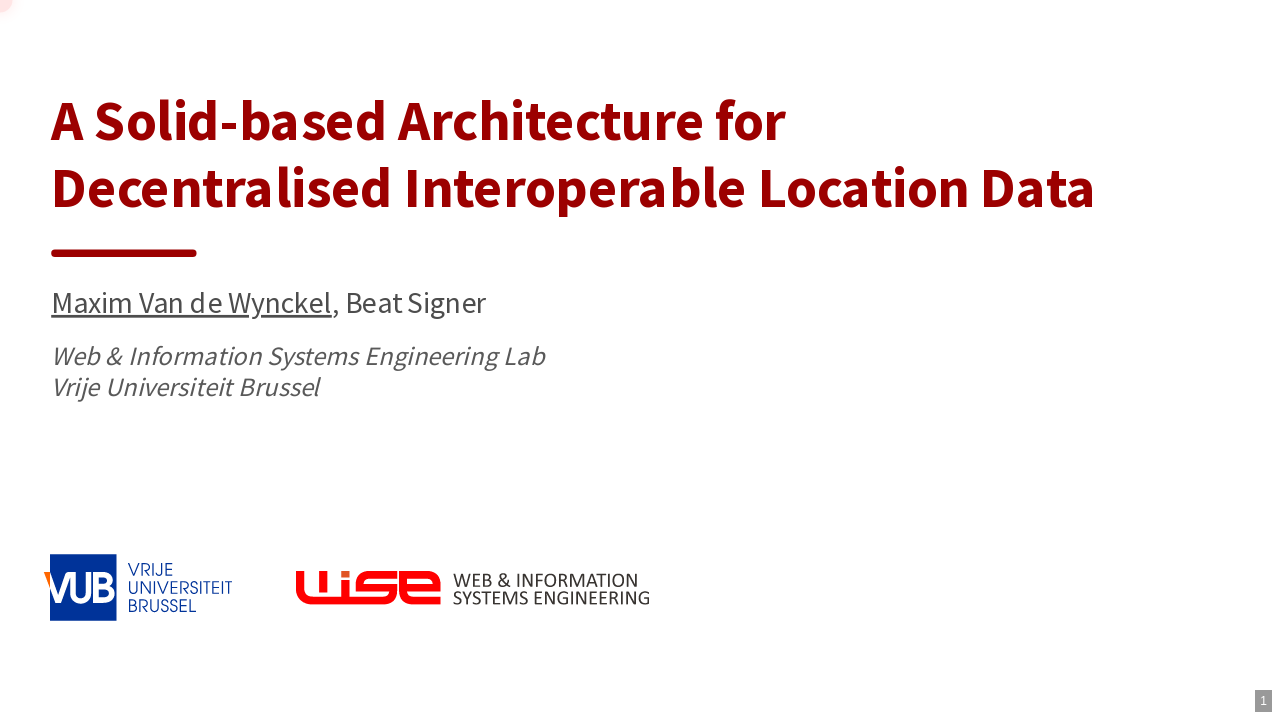 A Solid-based Architecture for
Decentralised Interoperable Location Data
Maxim Van de Wynckel, Beat Signer
Web & Information Systems Engineering Lab
Vrije Universiteit Brussel
VUB
VRIJE
UNIVERSITEIT
BRUSSEL
WISE
WEB & INFORMATION
SYSTEMS ENGINEERING
1